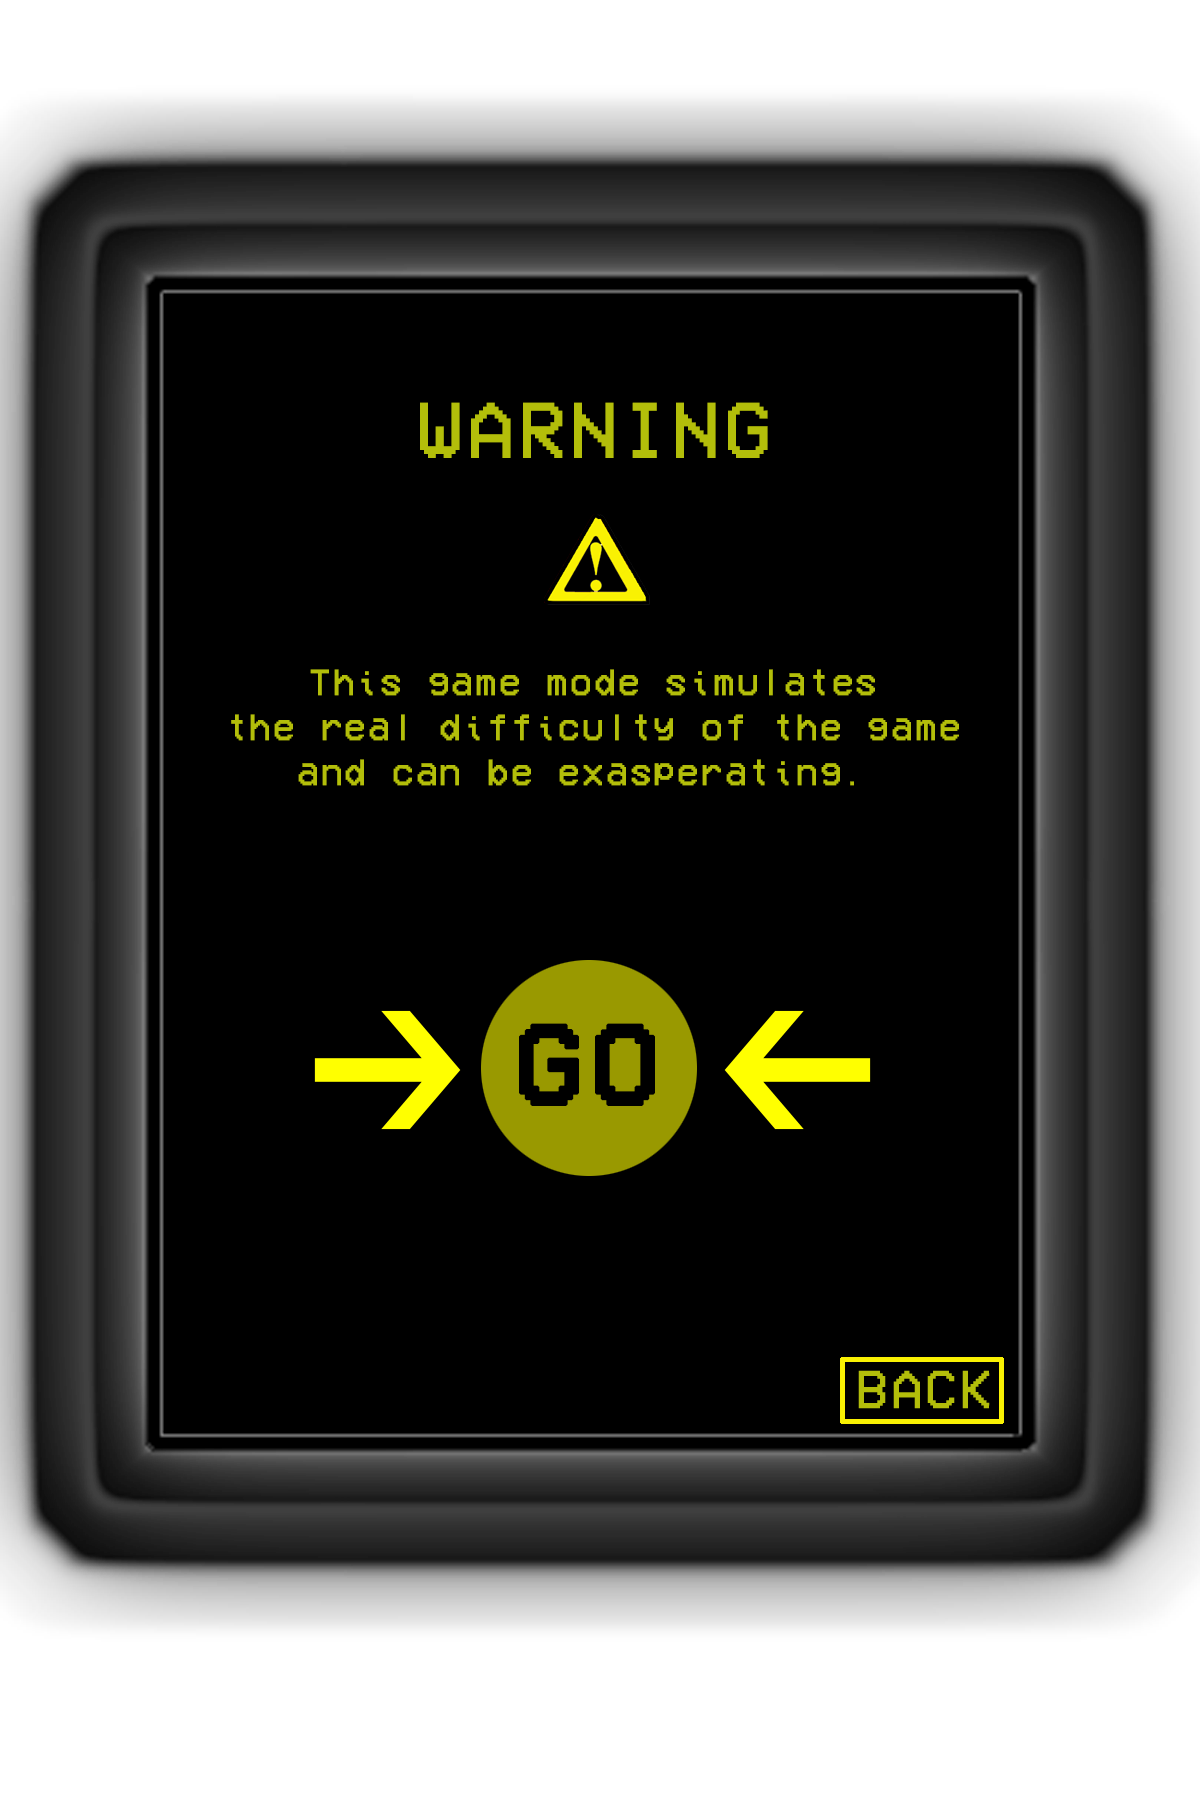 WARNING
This game mode simulates
the real difficulty of the game
and can be exasperating.
GO
BACK